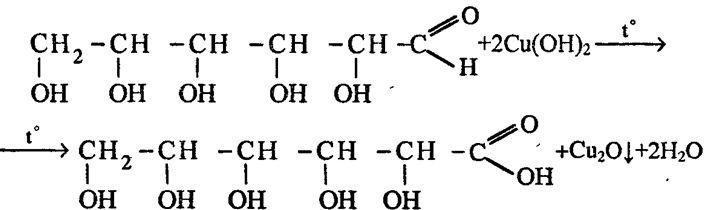 CH₂–CH–CH–CH–CH–C=O +2Cu(OH)₂ —t°→
OH OH OH OH OH H
—t°→ CH₂–CH–CH–CH–CH–C=O +Cu₂O↓+2H₂O
OH OH OH OH OH OH